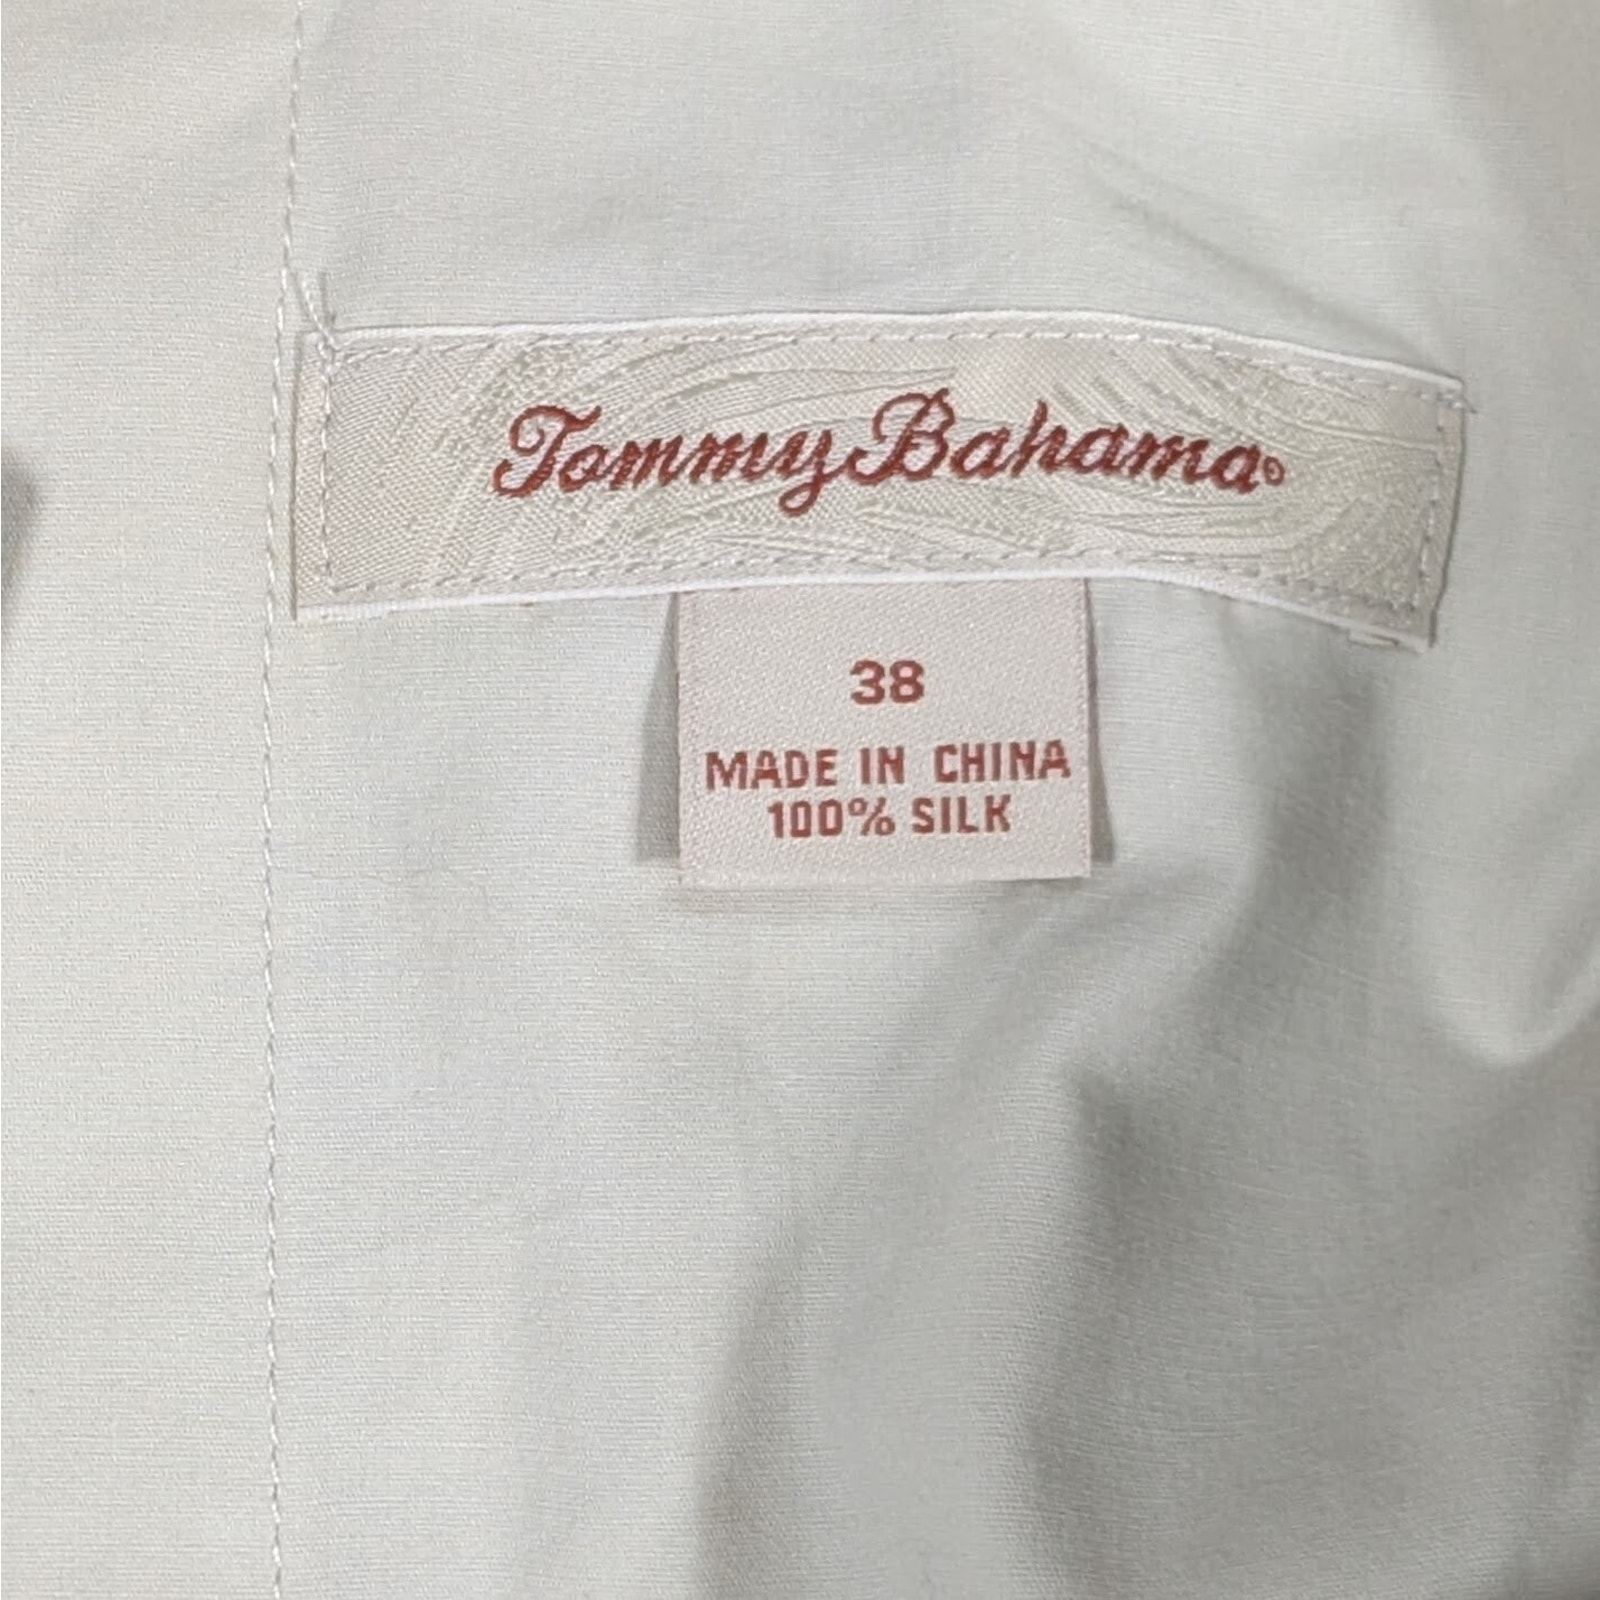 Tommy Bahama®
38
MADE IN CHINA
100% SILK